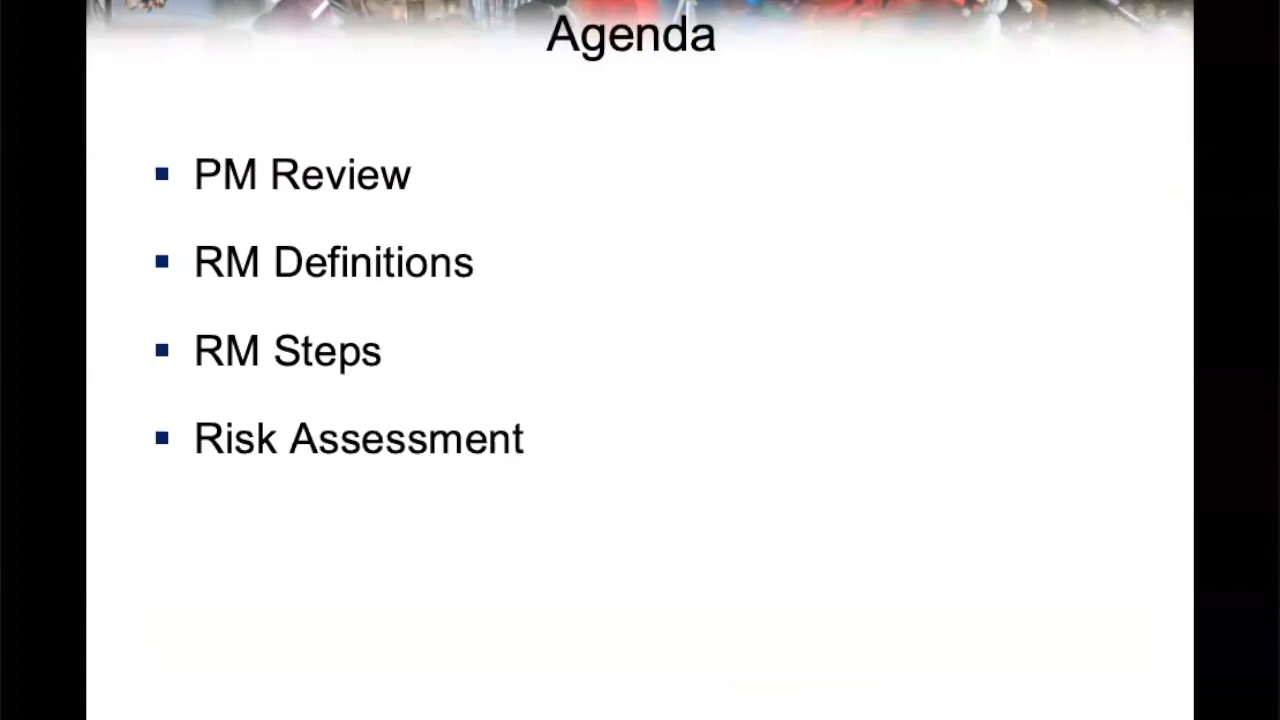 Agenda
PM Review
RM Definitions
RM Steps
Risk Assessment